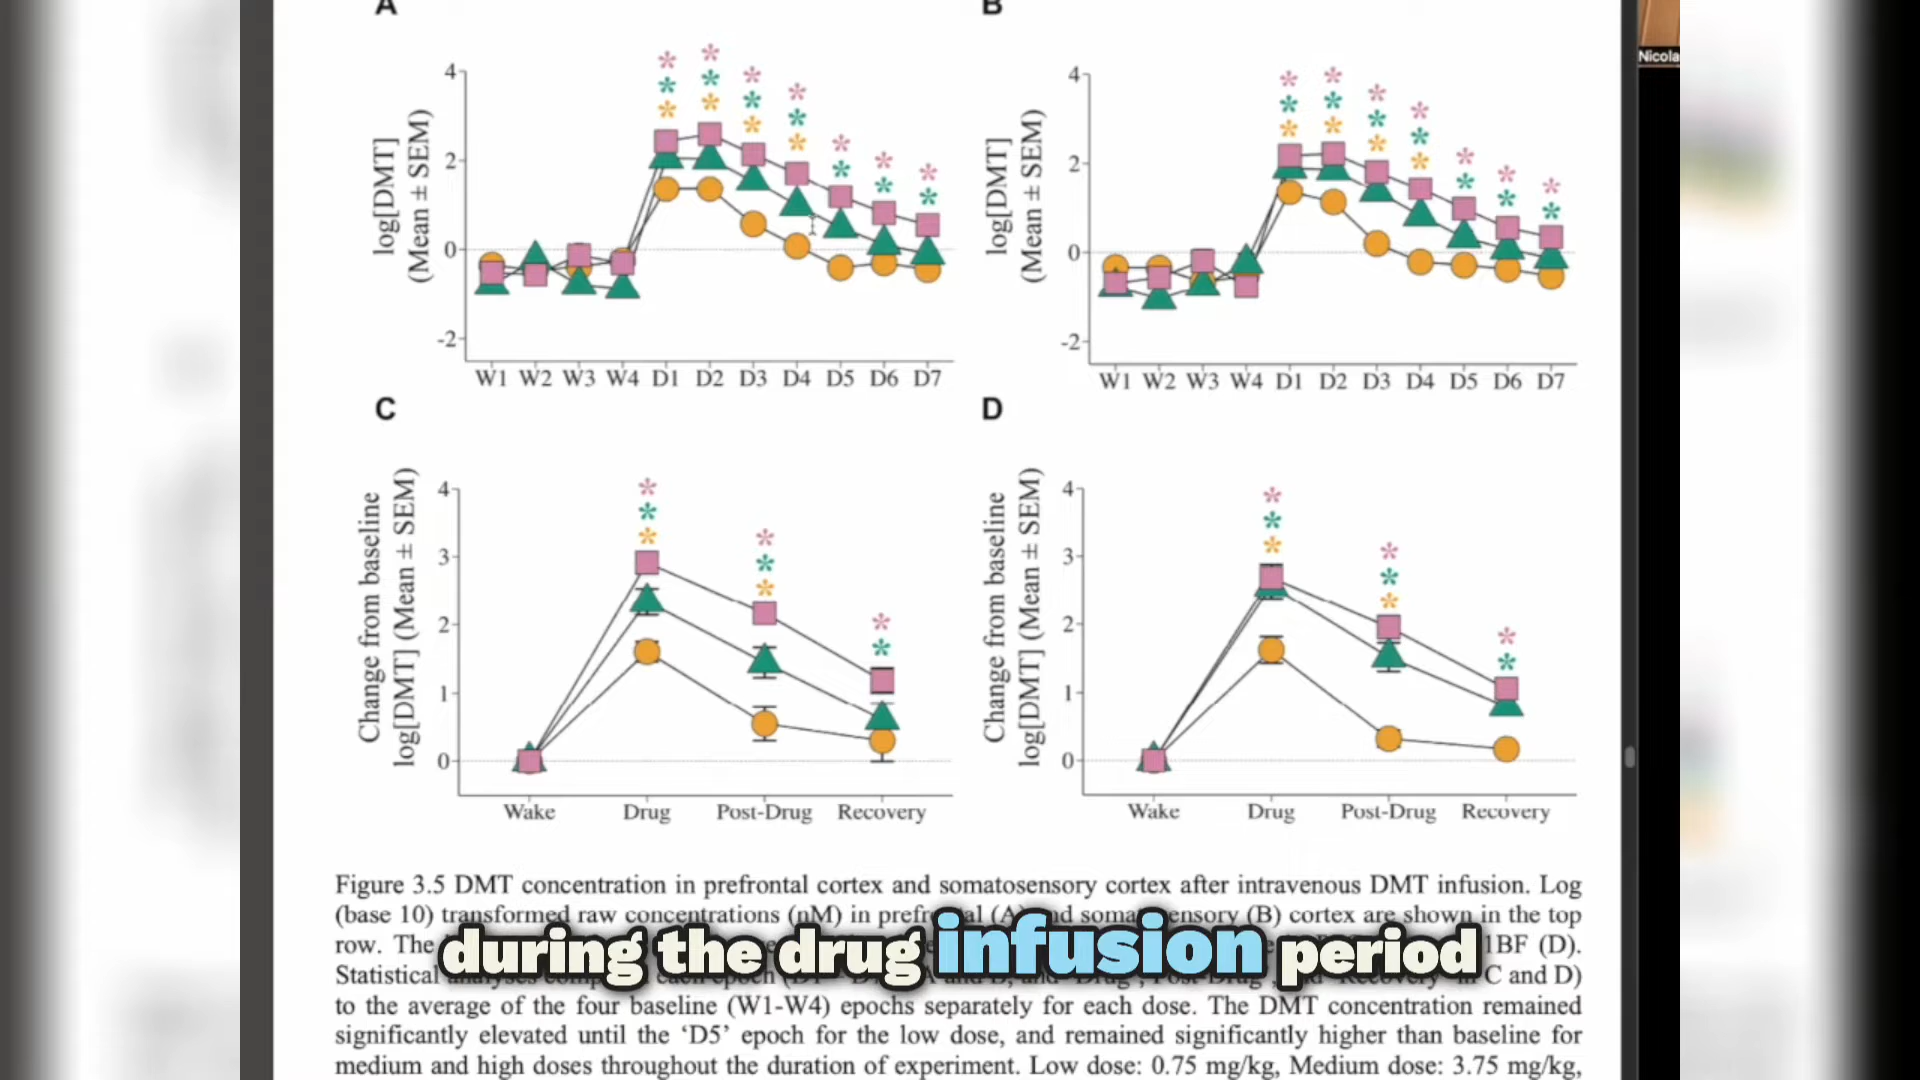 A
B
4
2
0
-2
log[DMT]
(Mean ± SEM)
W1 W2 W3 W4 D1 D2 D3 D4 D5 D6 D7
4
2
0
-2
log[DMT]
(Mean ± SEM)
W1 W2 W3 W4 D1 D2 D3 D4 D5 D6 D7
Nicola
C
D
4
3
2
1
0
Change from baseline
log[DMT] (Mean ± SEM)
Wake Drug Post-Drug Recovery
4
3
2
1
0
Change from baseline
log[DMT] (Mean ± SEM)
Wake Drug Post-Drug Recovery
Figure 3.5 DMT concentration in prefrontal cortex and somatosensory cortex after intravenous DMT infusion. Log
(base 10) transformed raw concentrations (nM) in (A) (B) cortex are shown in the top
row. The 1BF (D).
during the drug infusion period
Statistical each epoch C and D)
to the average of the four baseline (W1-W4) epochs separately for each dose. The DMT concentration remained
significantly elevated until the ‘D5’ epoch for the low dose, and remained significantly higher than baseline for
medium and high doses throughout the duration of experiment. Low dose: 0.75 mg/kg, Medium dose: 3.75 mg/kg,